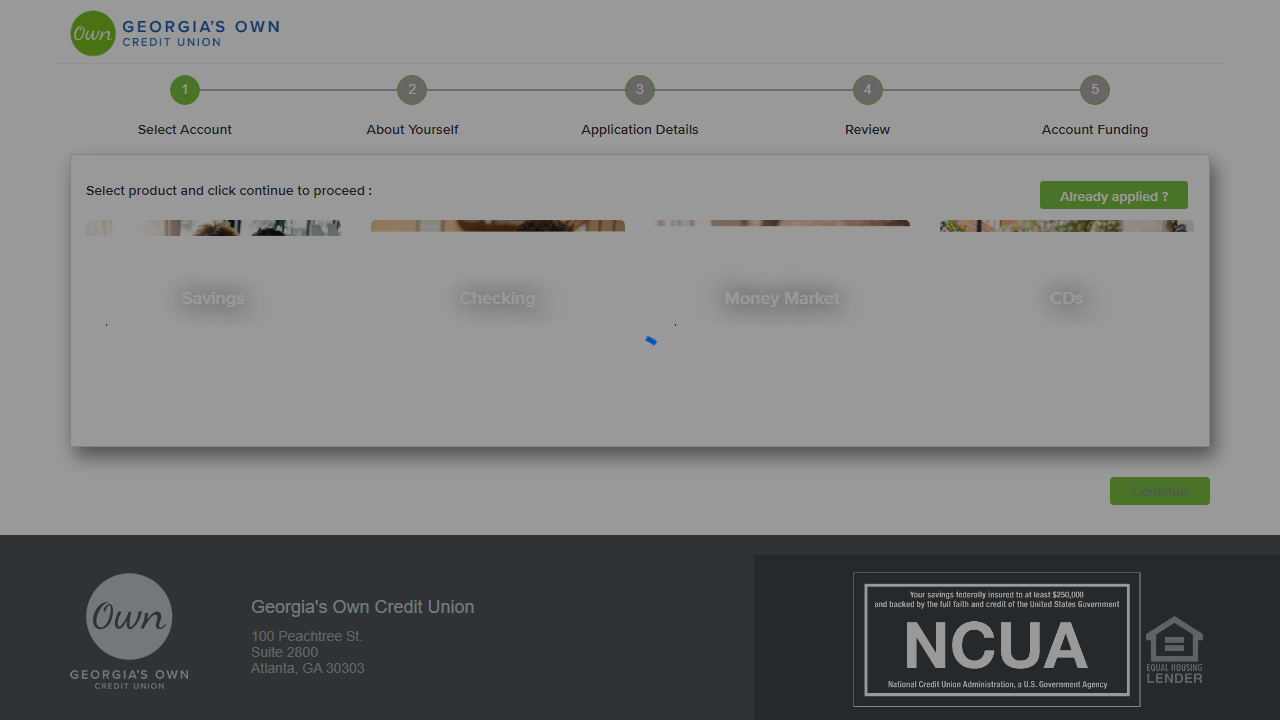 Own GEORGIA'S OWN
CREDIT UNION
1 2 3 4 5
Select Account About Yourself Application Details Review Account Funding
Select product and click continue to proceed :
Already applied ?
Savings Checking Money Market CDs
Continue
Own
GEORGIA'S OWN
CREDIT UNION
Georgia's Own Credit Union
100 Peachtree St.
Suite 2800
Atlanta, GA 30303
Your savings federally insured to at least $250,000
and backed by the full faith and credit of the United States Government
NCUA
National Credit Union Administration, a U.S. Government Agency
EQUAL HOUSING
LENDER